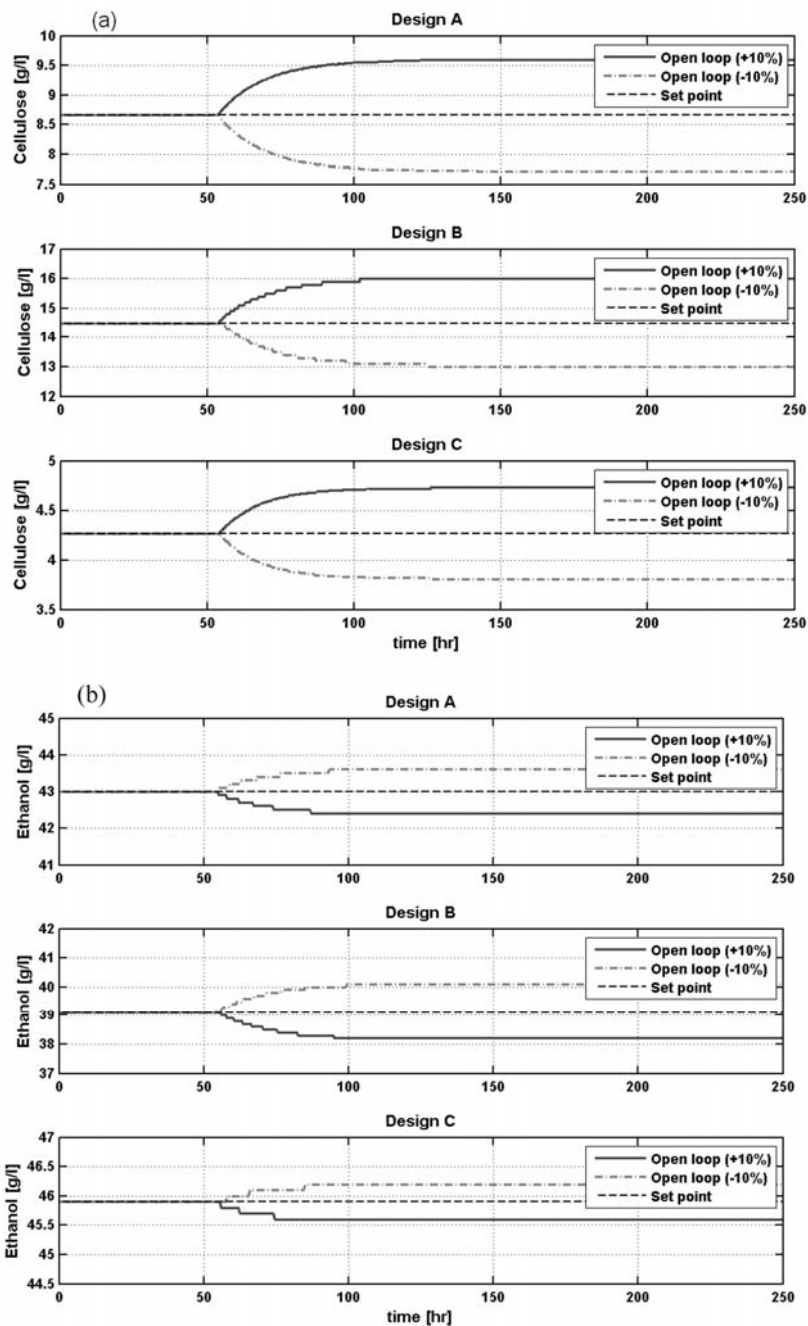 (a)
Design A
Cellulose [g/l]
9.5
9
8.5
8
7.5
Open loop (+10%)
Open loop (-10%)
Set point
0 50 100 150 200 250
Design B
Cellulose [g/l]
17
16
15
14
13
12
Open loop (+10%)
Open loop (-10%)
Set point
0 50 100 150 200 250
Design C
Cellulose [g/l]
5
4.5
4
3.5
Open loop (+10%)
Open loop (-10%)
Set point
0 50 100 150 200 250
time [hr]
(b)
Design A
Ethanol [g/l]
45
44
43
42
41
Open loop (+10%)
Open loop (-10%)
Set point
0 50 100 150 200 250
Design B
Ethanol [g/l]
42
41
40
39
38
37
Open loop (+10%)
Open loop (-10%)
Set point
0 50 100 150 200 250
Design C
Ethanol [g/l]
47
46.5
46
45.5
45
44.5
Open loop (+10%)
Open loop (-10%)
Set point
0 50 100 150 200 250
time [hr]